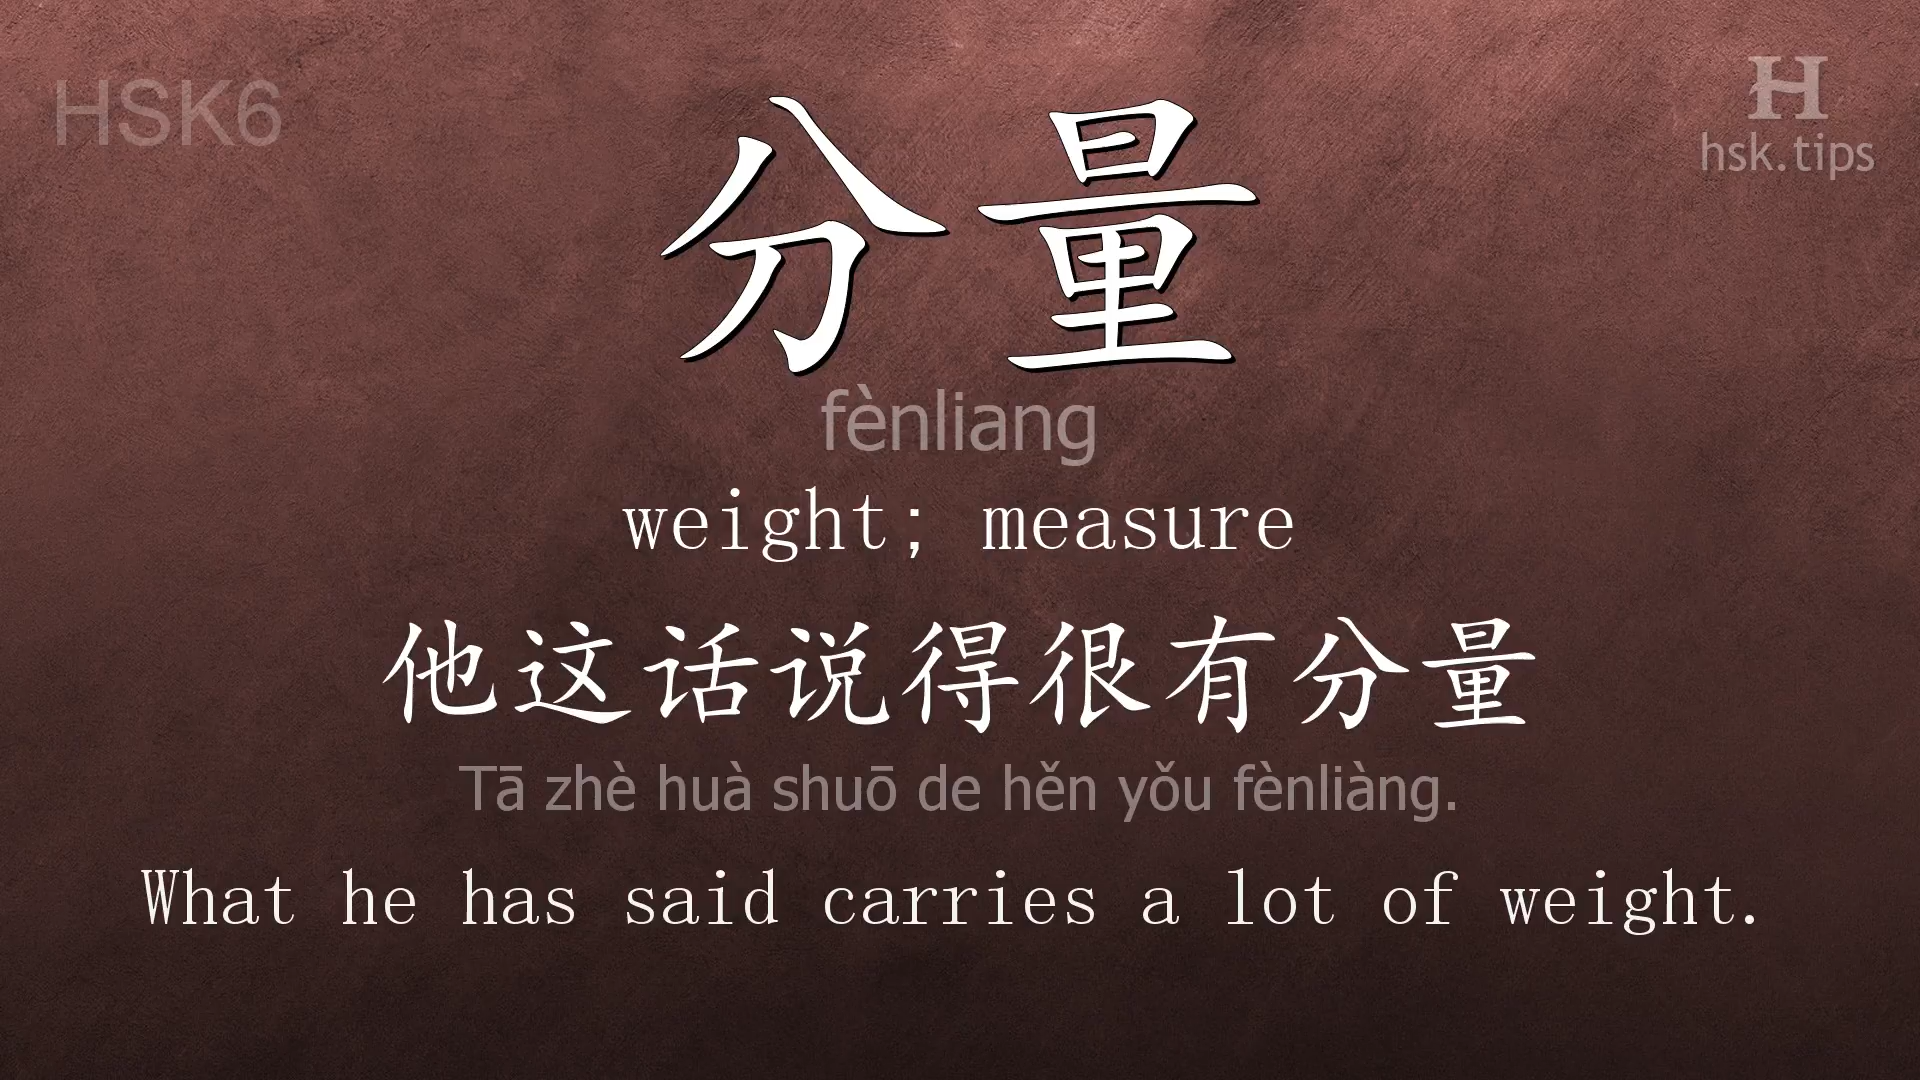 HSK6
H
hsk.tips
分量
fènliang
weight; measure
他这话说得很有分量
Tā zhè huà shuō de hěn yǒu fènliàng.
What he has said carries a lot of weight.